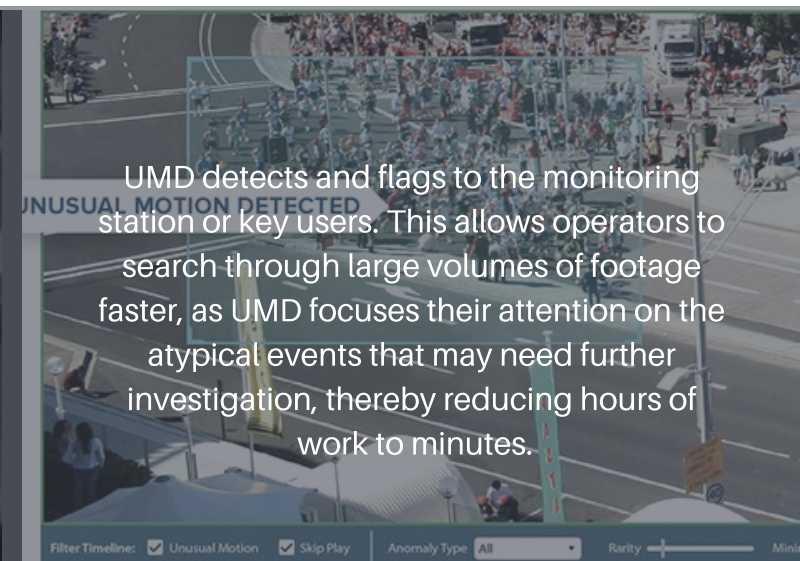 UMD detects and flags to the monitoring
UNUSUAL MOTION DETECTED
station or key users. This allows operators to
search through large volumes of footage
faster, as UMD focuses their attention on the
atypical events that may need further
investigation, thereby reducing hours of
work to minutes.
Filter Timeline: Unusual Motion Skip Play Anomaly Type All Rarity